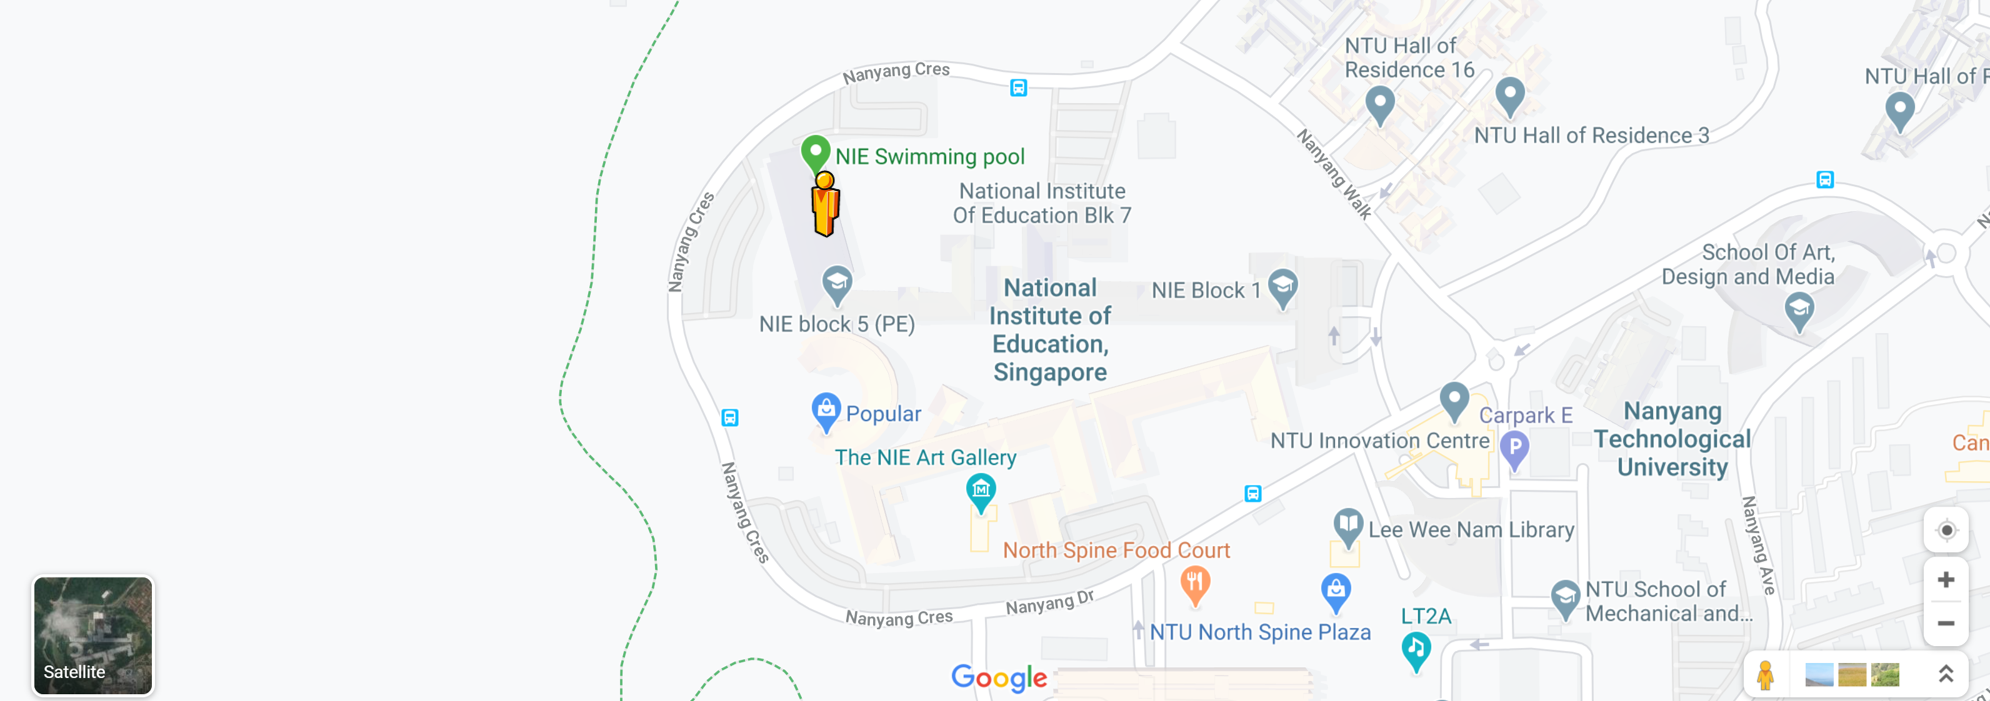 NTU Hall of
Residence 16
Nanyang Cres
NTU Hall of
NTU Hall of Residence 3
Nanyang Walk
NIE Swimming pool
National Institute
Of Education Blk 7
Nanyang Cres
School Of Art,
Design and Media
NIE Block 1
National
Institute of
Education,
Singapore
NIE block 5 (PE)
Popular
Carpark E
P
Nanyang
Technological
University
NTU Innovation Centre
The NIE Art Gallery
M
Nanyang Cres
Nanyang Ave
Lee Wee Nam Library
North Spine Food Court
NTU School of
Mechanical and...
Nanyang Dr
Nanyang Cres
LT2A
NTU North Spine Plaza
Satellite
Google